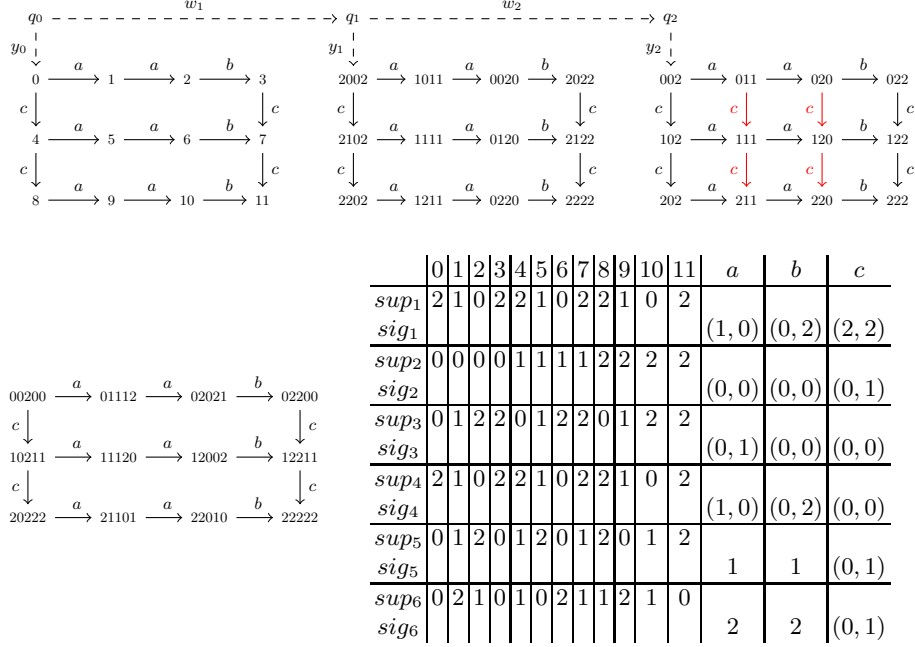 w₁ w₂
q₀ q₁ q₂
y₀ y₁ y₂
a a b a a b a a b
0 1 2 3 2002 1011 0020 2022 002 011 020 022
c c c c c c c c
a a b a a b a a b
4 5 6 7 2102 1111 0120 2122 102 111 120 122
c c c c c c c c
a a b a a b a a b
8 9 10 11 2202 1211 0220 2222 202 211 220 222
a a b
00200 01112 02021 02200
c c
a a b
10211 11120 12002 12211
c c
a a b
20222 21101 22010 22222
0 1 2 3 4 5 6 7 8 9 10 11 a b c
sup₁ 2 1 0 2 2 1 0 2 2 1 0 2
sig₁ (1, 0) (0, 2) (2, 2)
sup₂ 0 0 0 0 1 1 1 1 2 2 2 2
sig₂ (0, 0) (0, 0) (0, 1)
sup₃ 0 1 2 2 0 1 2 2 0 1 2 2
sig₃ (0, 1) (0, 0) (0, 0)
sup₄ 2 1 0 2 2 1 0 2 2 1 0 2
sig₄ (1, 0) (0, 2) (0, 0)
sup₅ 0 1 2 0 1 2 0 1 2 0 1 2
sig₅ 1 1 (0, 1)
sup₆ 0 2 1 0 1 0 2 1 1 2 1 0
sig₆ 2 2 (0, 1)